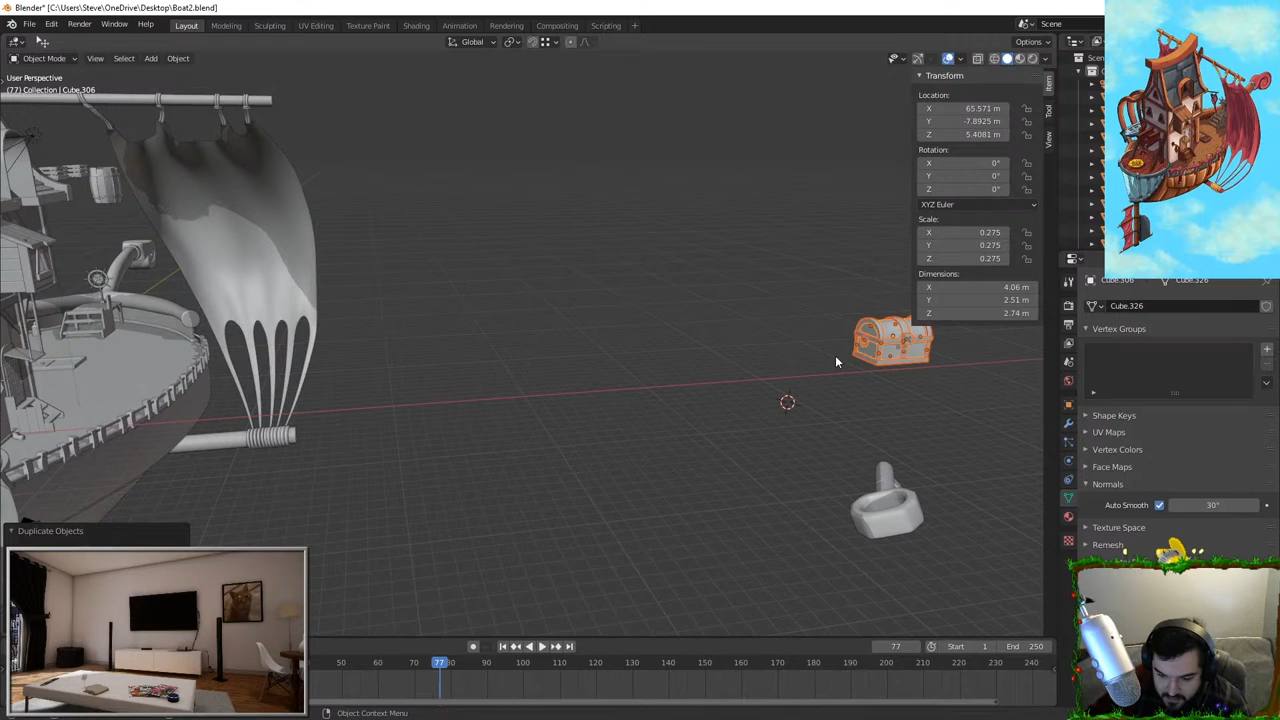 Blender* [C:\Users\Steve\OneDrive\Desktop\Boat2.blend]
File Edit Render Window Help Layout Modeling Sculpting UV Editing Texture Paint Shading Animation Rendering Compositing Scripting + Scene
Global Options
Object Mode View Select Add Object
User Perspective
(77) Collection | Cube.306
Transform
Location:
X 65.571 m
Y -7.8925 m
Z 5.4081 m
Rotation:
X 0°
Y 0°
Z 0°
XYZ Euler
Scale:
X 0.275
Y 0.275
Z 0.275
Dimensions:
X 4.06 m
Y 2.51 m
Z 2.74 m
Item
Tool
View
Cube.306 Cube.326
Cube.326
Vertex Groups
Shape Keys
UV Maps
Vertex Colors
Face Maps
Normals
Auto Smooth 30°
Texture Space
Remesh
Duplicate Objects
77 Start 1 End 250
50 60 70 77 80 90 100 110 120 130 140 150 160 170 180 190 200 210 220 230 240
Object Context Menu